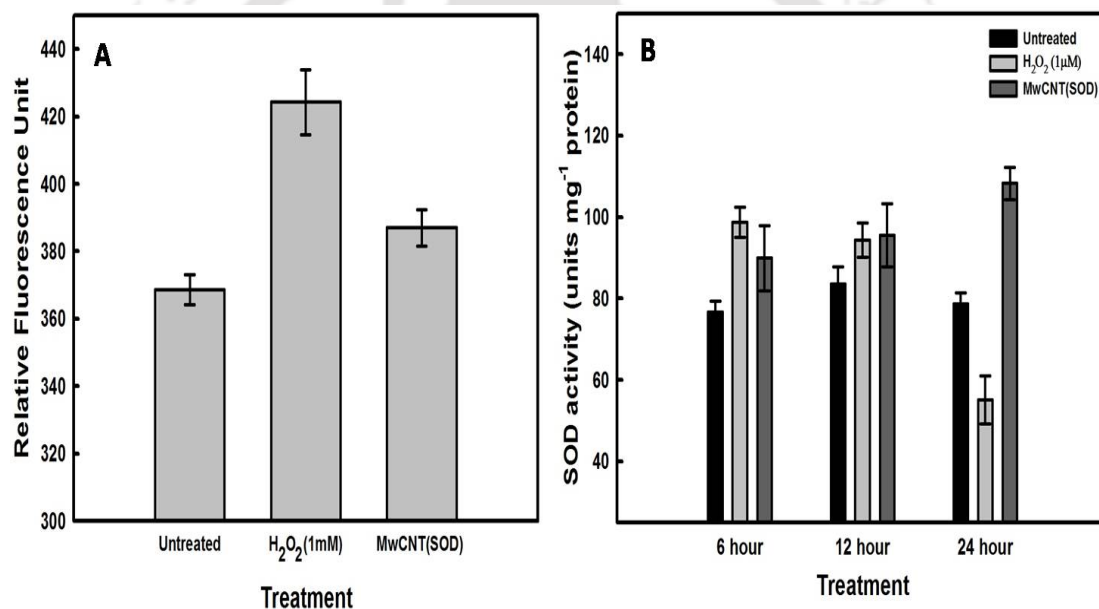 A
Relative Fluorescence Unit
440
420
400
380
360
340
320
300
Untreated
H₂O₂(1mM)
MwCNT(SOD)
Treatment
B
SOD activity (units mg⁻¹ protein)
140
120
100
80
60
40
Untreated
H₂O₂(1μM)
MwCNT(SOD)
6 hour
12 hour
24 hour
Treatment